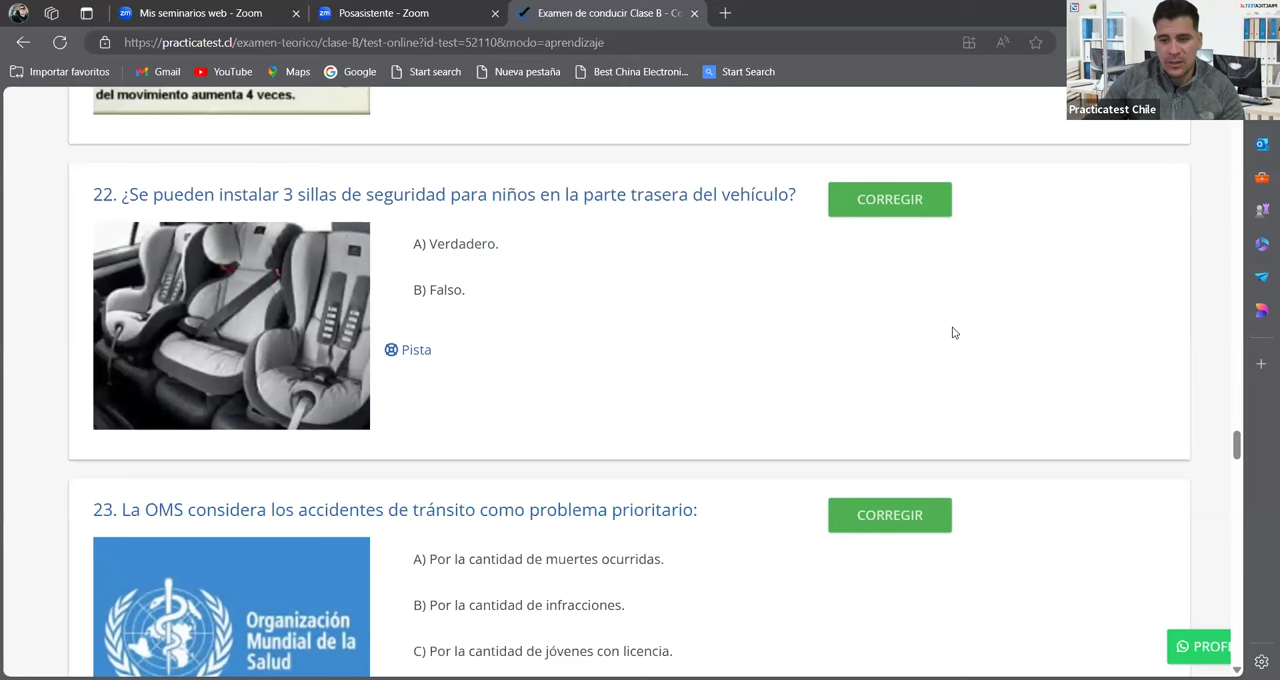 Mis seminarios web - Zoom
Posasistente - Zoom
Examen de conducir Clase B - Co
https://practicatest.cl/examen-teorico/clase-B/test-online?id-test=52110&modo=aprendizaje
Importar favoritos
Gmail
YouTube
Maps
Google
Start search
Nueva pestaña
Best China Electroni...
Start Search
Practicatest Chile
del movimiento aumenta 4 veces.
22. ¿Se pueden instalar 3 sillas de seguridad para niños en la parte trasera del vehículo?
CORREGIR
A) Verdadero.
B) Falso.
Pista
23. La OMS considera los accidentes de tránsito como problema prioritario:
CORREGIR
A) Por la cantidad de muertes ocurridas.
B) Por la cantidad de infracciones.
C) Por la cantidad de jóvenes con licencia.
Organización
Mundial de la
Salud
PROF